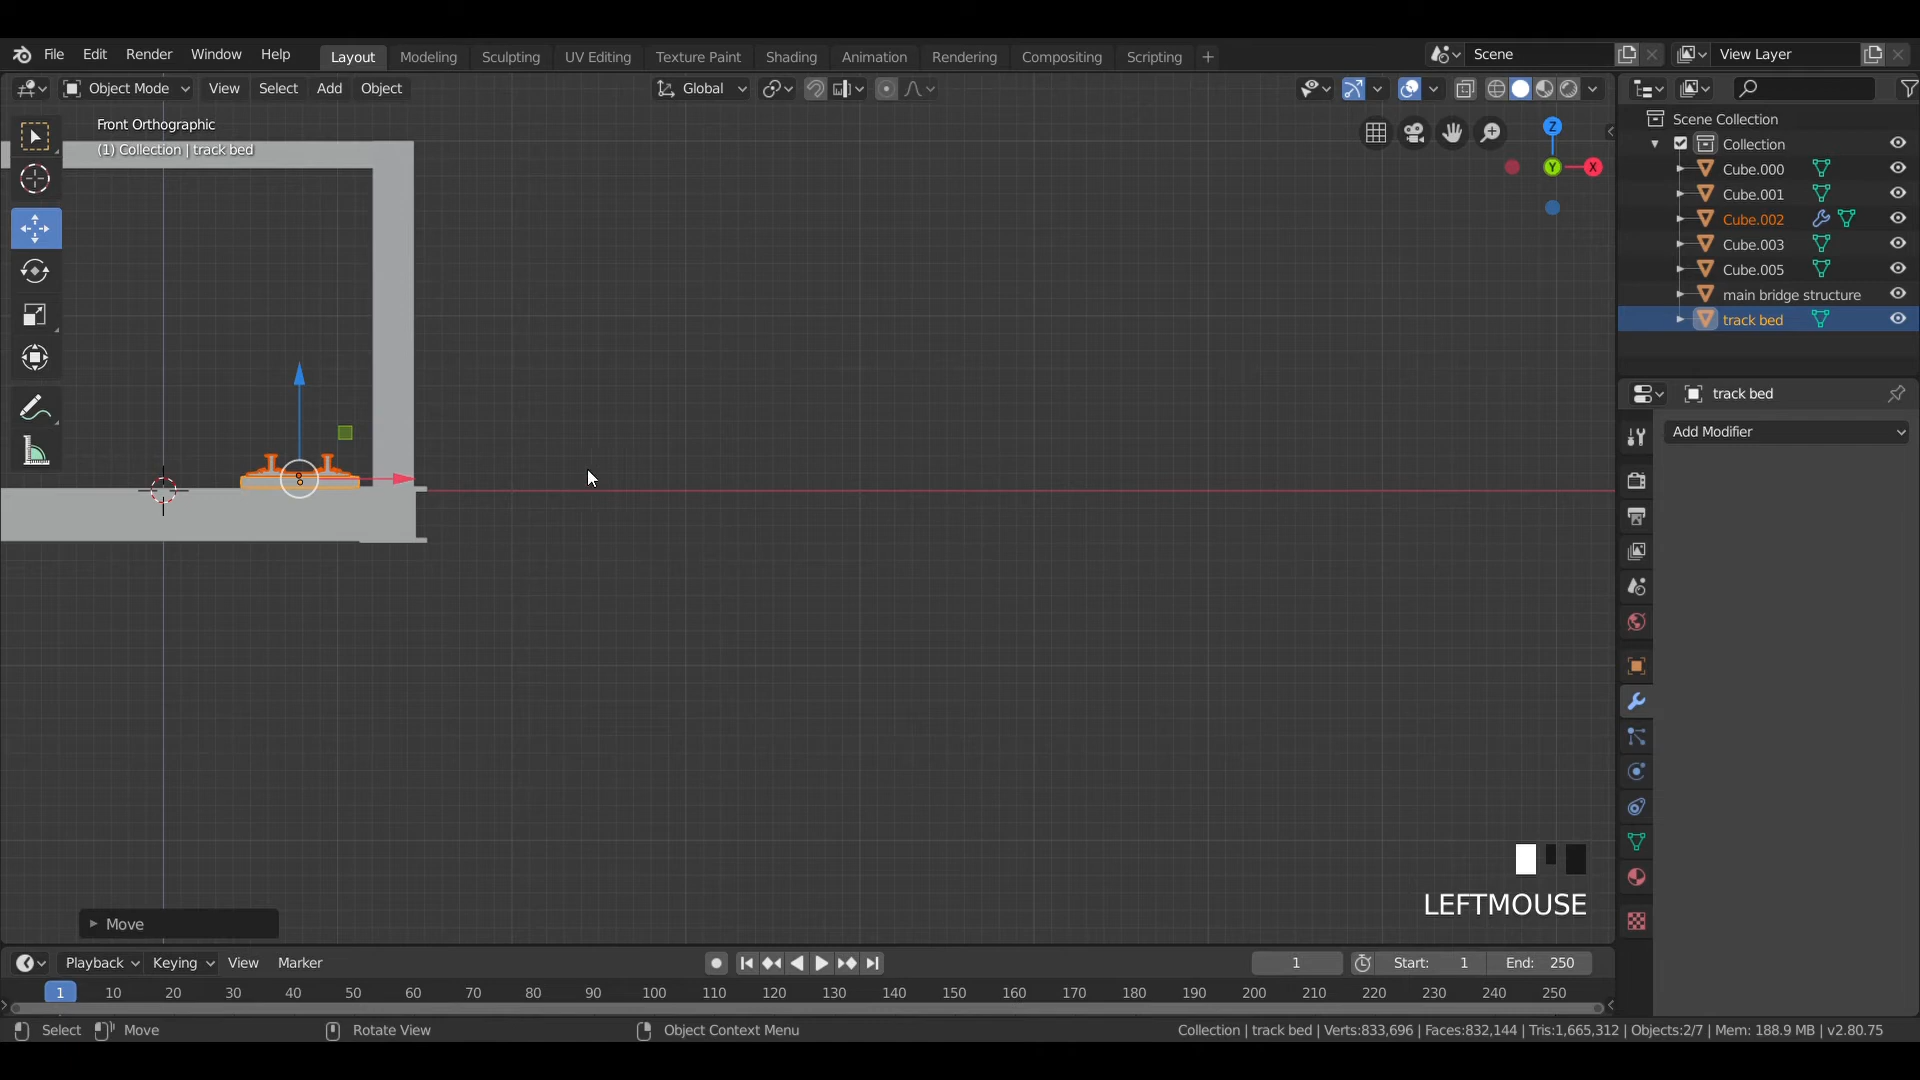 File Edit Render Window Help Layout Modeling Sculpting UV Editing Texture Paint Shading Animation Rendering Compositing Scripting + Scene View Layer
Object Mode View Select Add Object Global
Front Orthographic
(1) Collection | track bed
Z
Y
X
Scene Collection
Collection
Cube.000
Cube.001
Cube.002
Cube.003
Cube.005
main bridge structure
track bed
track bed
Add Modifier
LEFTMOUSE
Move
Playback Keying View Marker 1 Start: 1 End: 250
1 10 20 30 40 50 60 70 80 90 100 110 120 130 140 150 160 170 180 190 200 210 220 230 240 250
Select Move Rotate View Object Context Menu Collection | track bed | Verts:833,696 | Faces:832,144 | Tris:1,665,312 | Objects:2/7 | Mem: 188.9 MB | v2.80.75